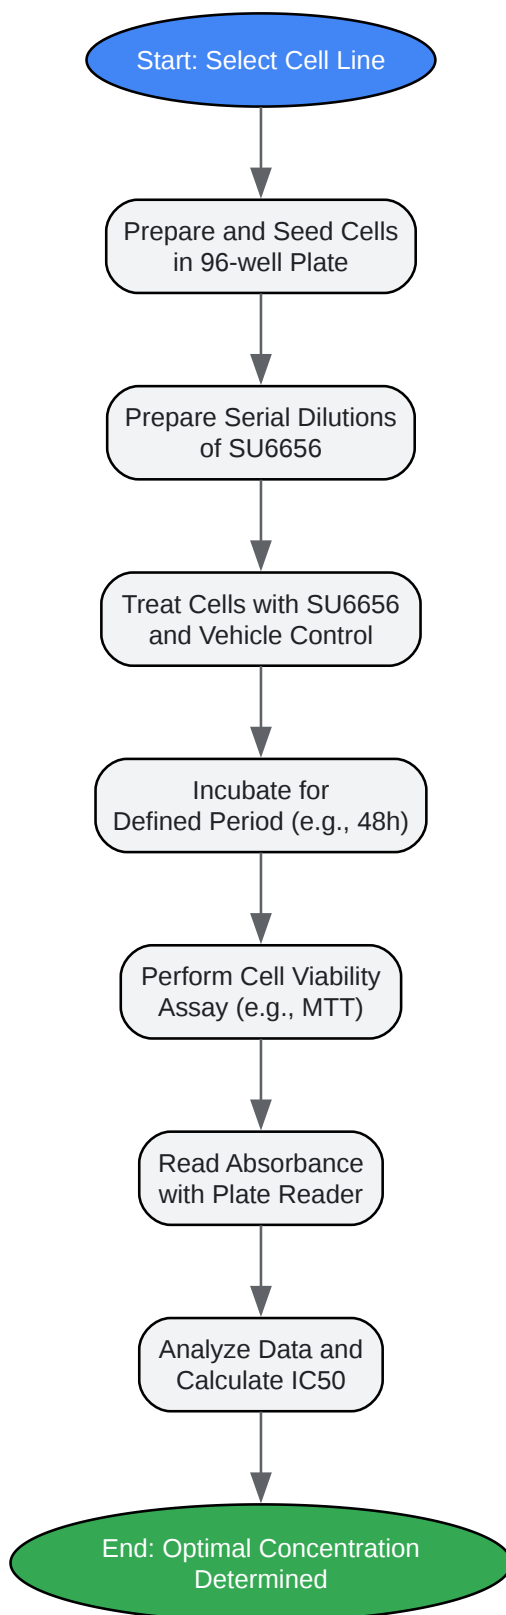 Start: Select Cell Line
Prepare and Seed Cells
in 96-well Plate
Prepare Serial Dilutions
of SU6656
Treat Cells with SU6656
and Vehicle Control
Incubate for
Defined Period (e.g., 48h)
Perform Cell Viability
Assay (e.g., MTT)
Read Absorbance
with Plate Reader
Analyze Data and
Calculate IC50
End: Optimal Concentration
Determined